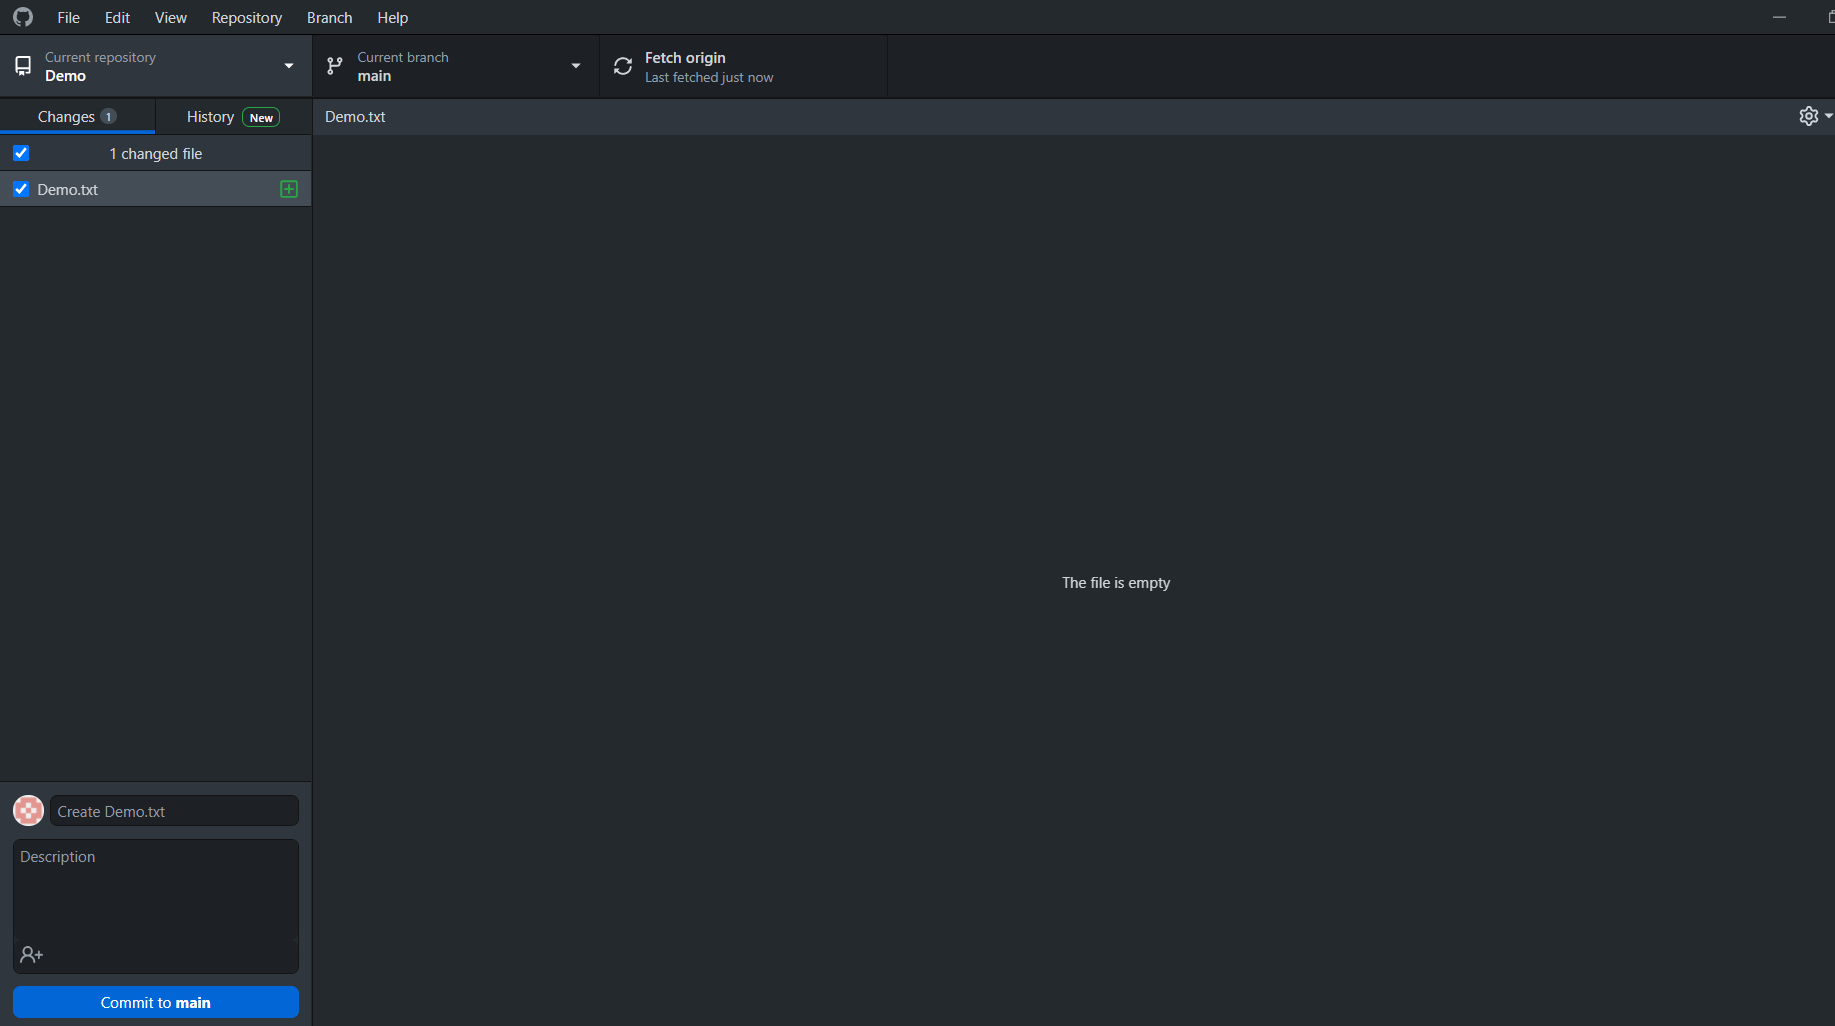 File Edit View Repository Branch Help
Current repository
Demo
Current branch
main
Fetch origin
Last fetched just now
Changes 1
History New
Demo.txt
1 changed file
Demo.txt
The file is empty
Create Demo.txt
Description
Commit to main